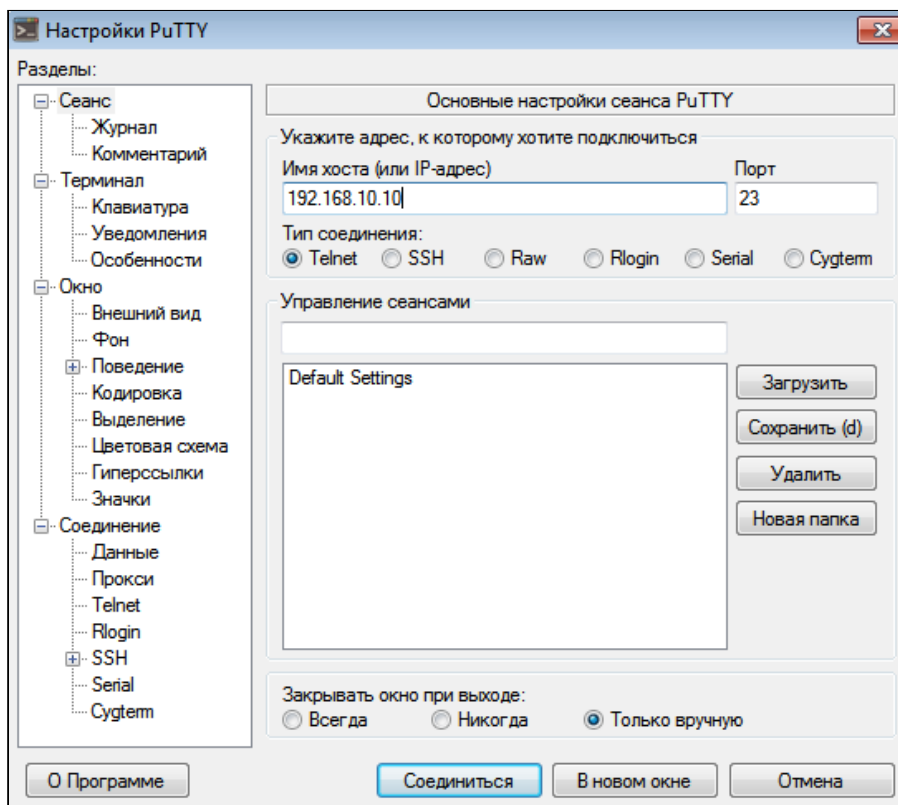 Настройки PuTTY
Разделы:
Сеанс
Журнал
Комментарий
Терминал
Клавиатура
Уведомления
Особенности
Окно
Внешний вид
Фон
Поведение
Кодировка
Выделение
Цветовая схема
Гиперссылки
Значки
Соединение
Данные
Прокси
Telnet
Rlogin
SSH
Serial
Cygterm
Основные настройки сеанса PuTTY
Укажите адрес, к которому хотите подключиться
Имя хоста (или IP-адрес) Порт
192.168.10.10 23
Тип соединения:
Telnet SSH Raw Rlogin Serial Cygterm
Управление сеансами
Default Settings
Загрузить
Сохранить (d)
Удалить
Новая папка
Закрывать окно при выходе:
Всегда Никогда Только вручную
О Программе Соединиться В новом окне Отмена